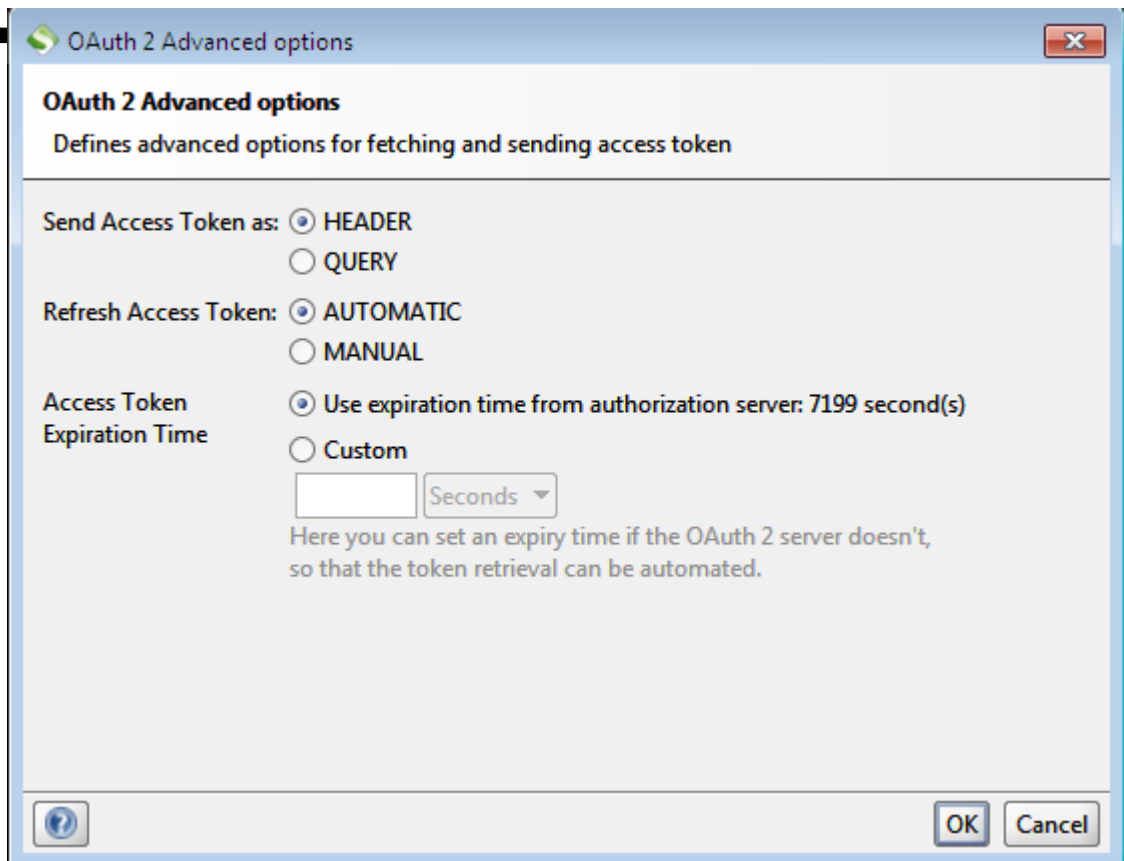 OAuth 2 Advanced options
OAuth 2 Advanced options
Defines advanced options for fetching and sending access token
Send Access Token as: HEADER
QUERY
Refresh Access Token: AUTOMATIC
MANUAL
Access Token Use expiration time from authorization server: 7199 second(s)
Expiration Time
Custom
Seconds
Here you can set an expiry time if the OAuth 2 server doesn't,
so that the token retrieval can be automated.
? OK Cancel